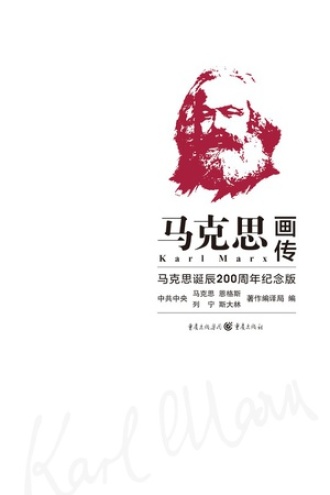 马克思画传
Karl Marx
马克思诞辰200周年纪念版
中共中央 马克思 恩格斯 列宁 斯大林 著作编译局 编
重庆出版集团 重庆出版社
Karl Marx